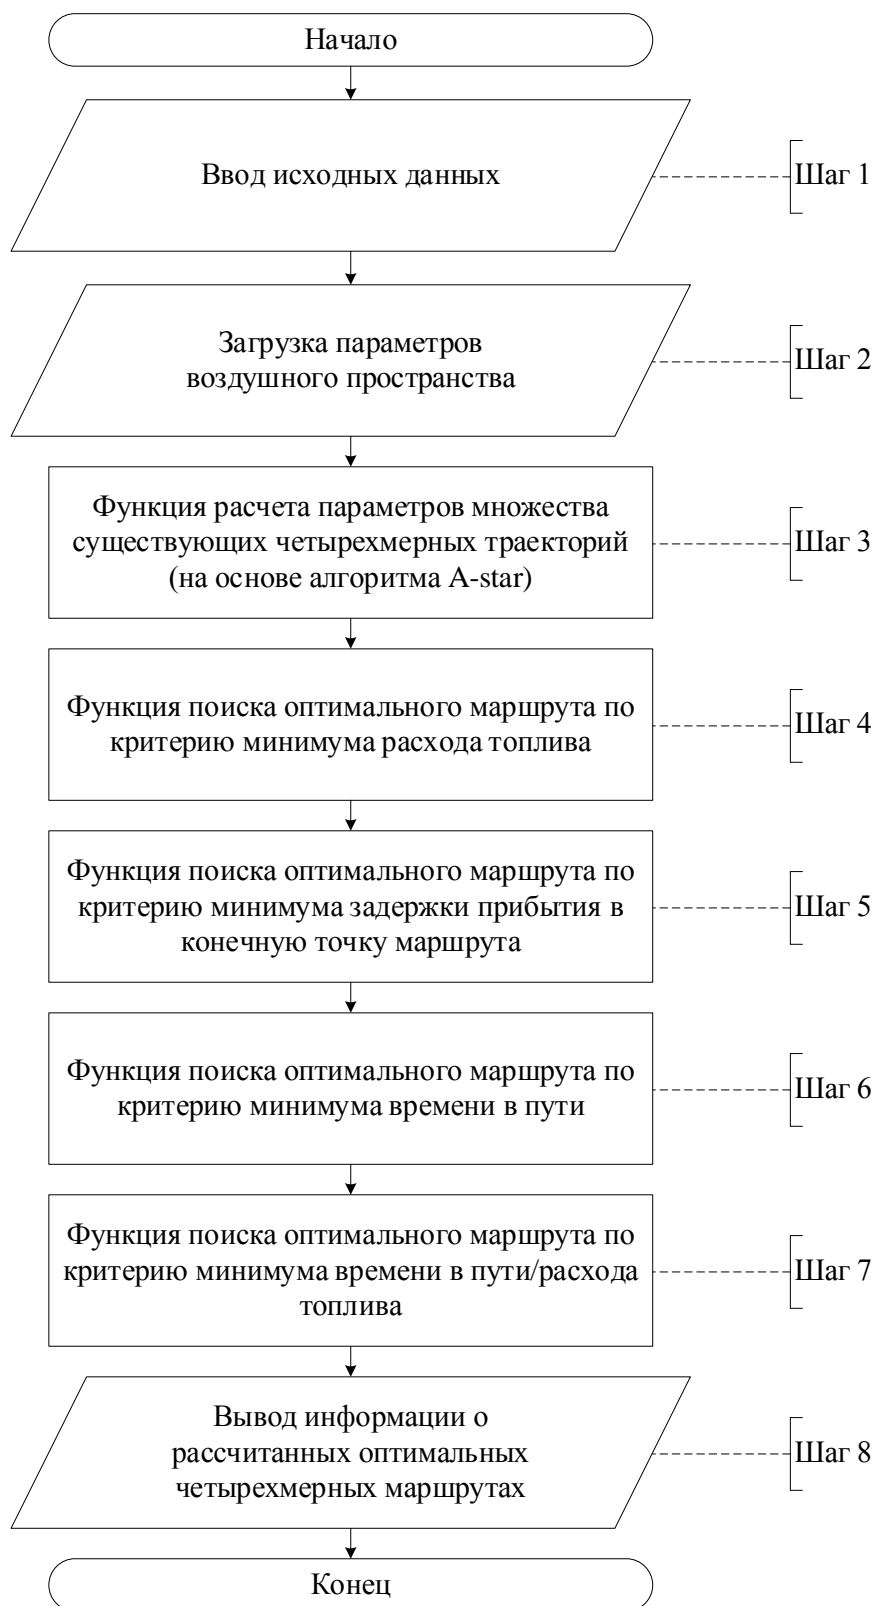 Начало
Ввод исходных данных
Шаг 1
Загрузка параметров
воздушного пространства
Шаг 2
Функция расчета параметров множества
существующих четырехмерных траекторий
(на основе алгоритма A-star)
Шаг 3
Функция поиска оптимального маршрута по
критерию минимума расхода топлива
Шаг 4
Функция поиска оптимального маршрута по
критерию минимума задержки прибытия в
конечную точку маршрута
Шаг 5
Функция поиска оптимального маршрута по
критерию минимума времени в пути
Шаг 6
Функция поиска оптимального маршрута по
критерию минимума времени в пути/расхода
топлива
Шаг 7
Вывод информации о
рассчитанных оптимальных
четырехмерных маршрутах
Шаг 8
Конец